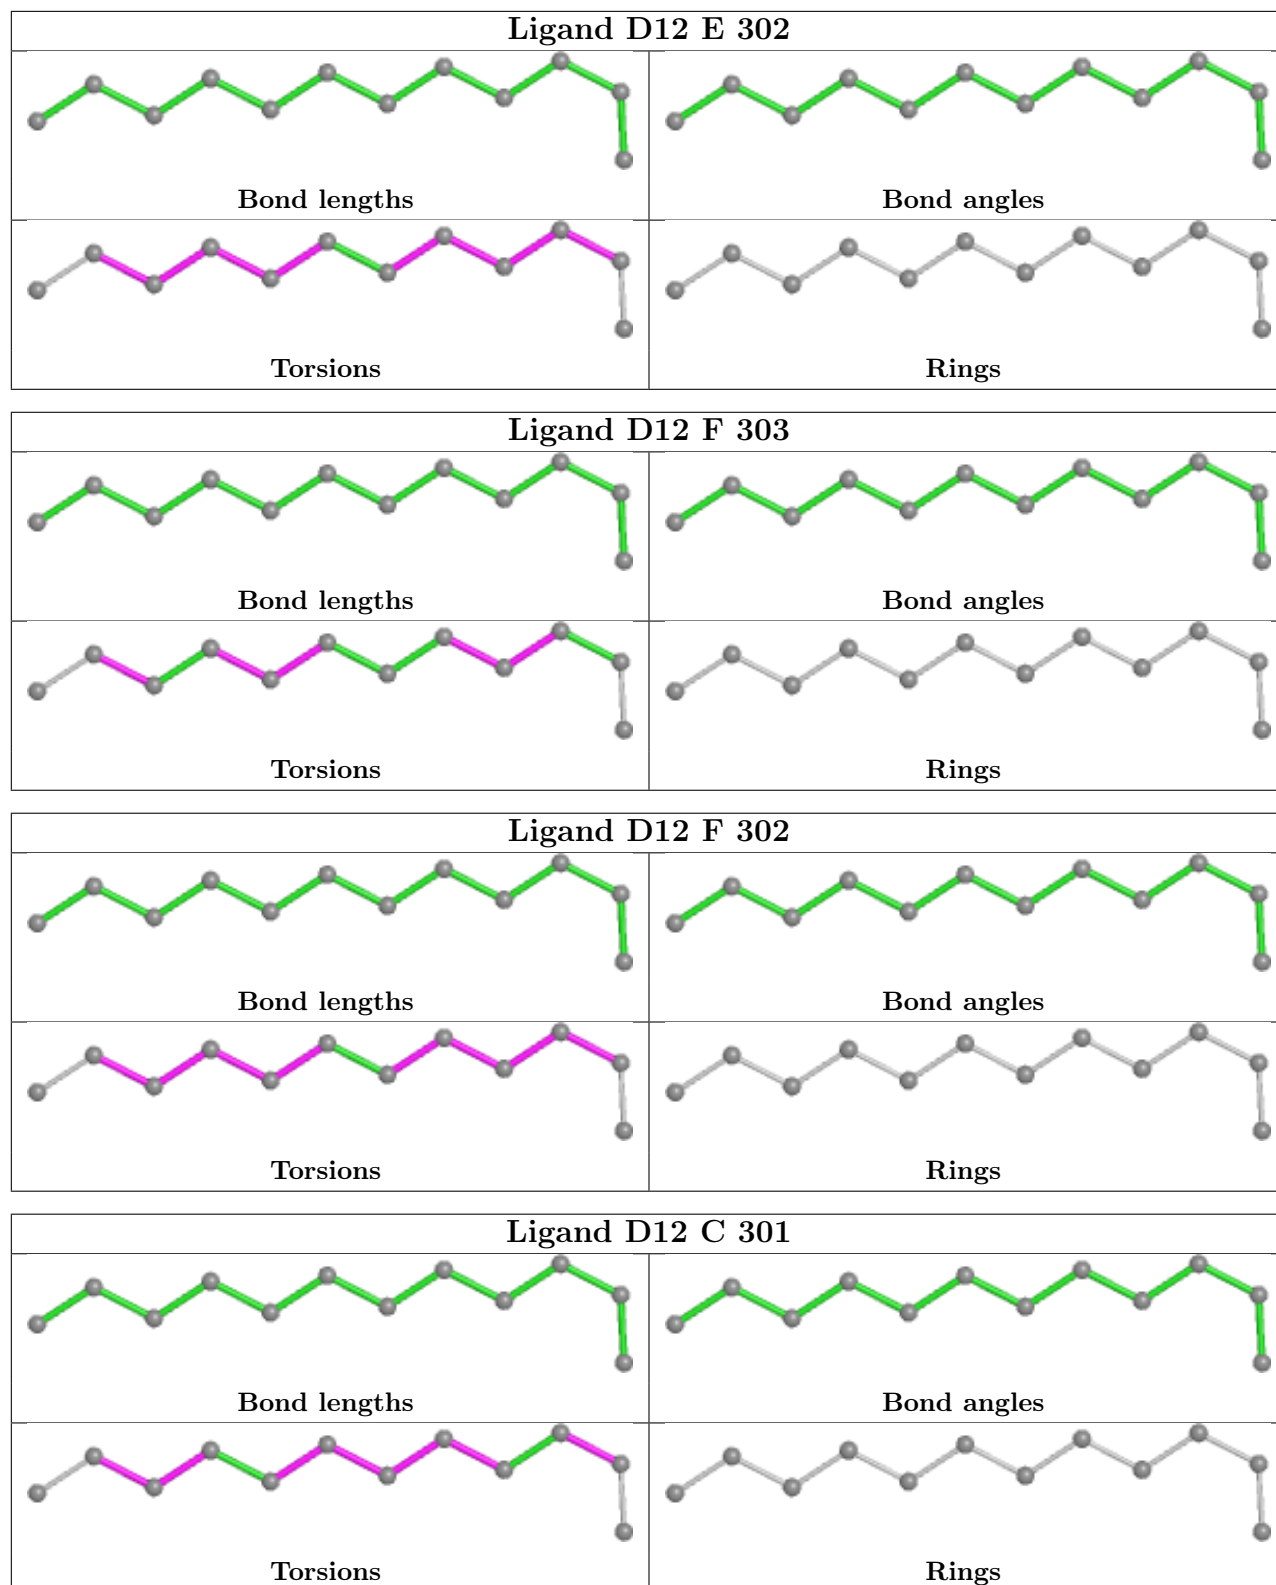 Ligand D12 E 302
Bond lengths
Bond angles
Torsions
Rings
Ligand D12 F 303
Bond lengths
Bond angles
Torsions
Rings
Ligand D12 F 302
Bond lengths
Bond angles
Torsions
Rings
Ligand D12 C 301
Bond lengths
Bond angles
Torsions
Rings